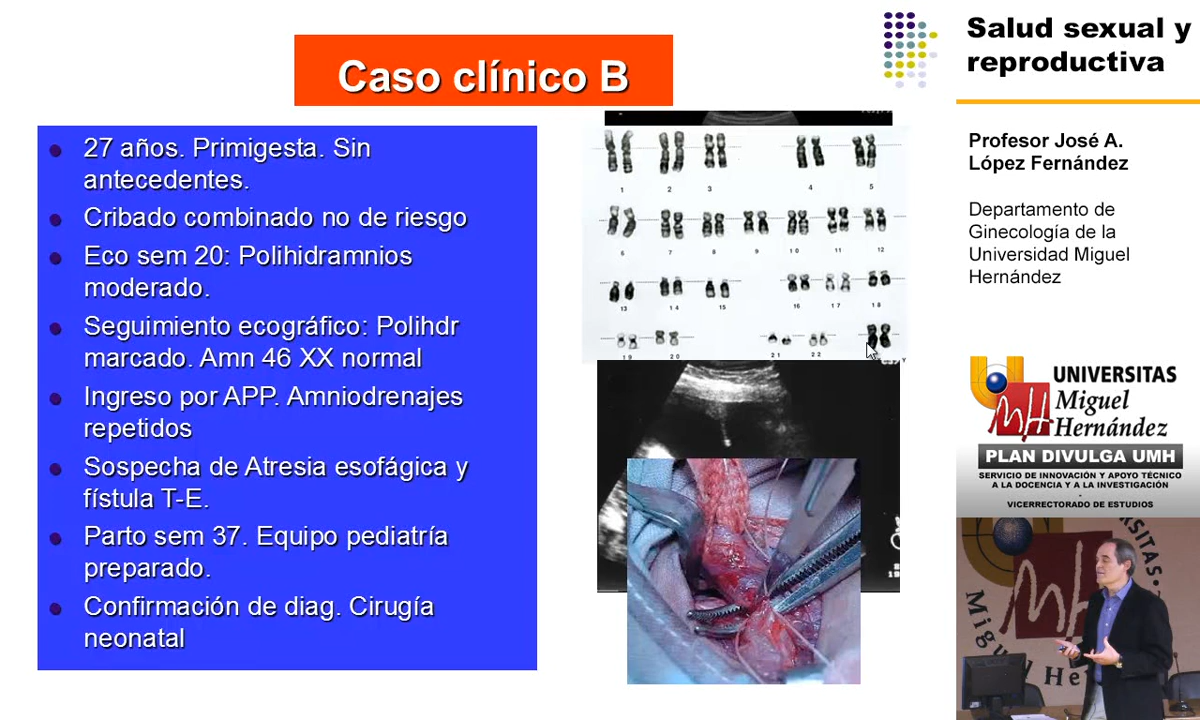 Caso clínico B
27 años. Primigesta. Sin
antecedentes.
Cribado combinado no de riesgo
Eco sem 20: Polihidramnios
moderado.
Seguimiento ecográfico: Polihdr
marcado. Amn 46 XX normal
Ingreso por APP. Amniodrenajes
repetidos
Sospecha de Atresia esofágica y
fístula T-E.
Parto sem 37. Equipo pediatría
preparado.
Confirmación de diag. Cirugía
neonatal
1 2 3 4 5
6 7 8 9 10 11 12
13 14 15 16 17 18
19 20 21 22
Salud sexual y
reproductiva
Profesor José A.
López Fernández
Departamento de
Ginecología de la
Universidad Miguel
Hernández
UNIVERSITAS
Miguel
Hernández
PLAN DIVULGA UMH
SERVICIO DE INNOVACIÓN Y APOYO TÉCNICO
A LA DOCENCIA Y A LA INVESTIGACIÓN
-
VICERRECTORADO DE ESTUDIOS